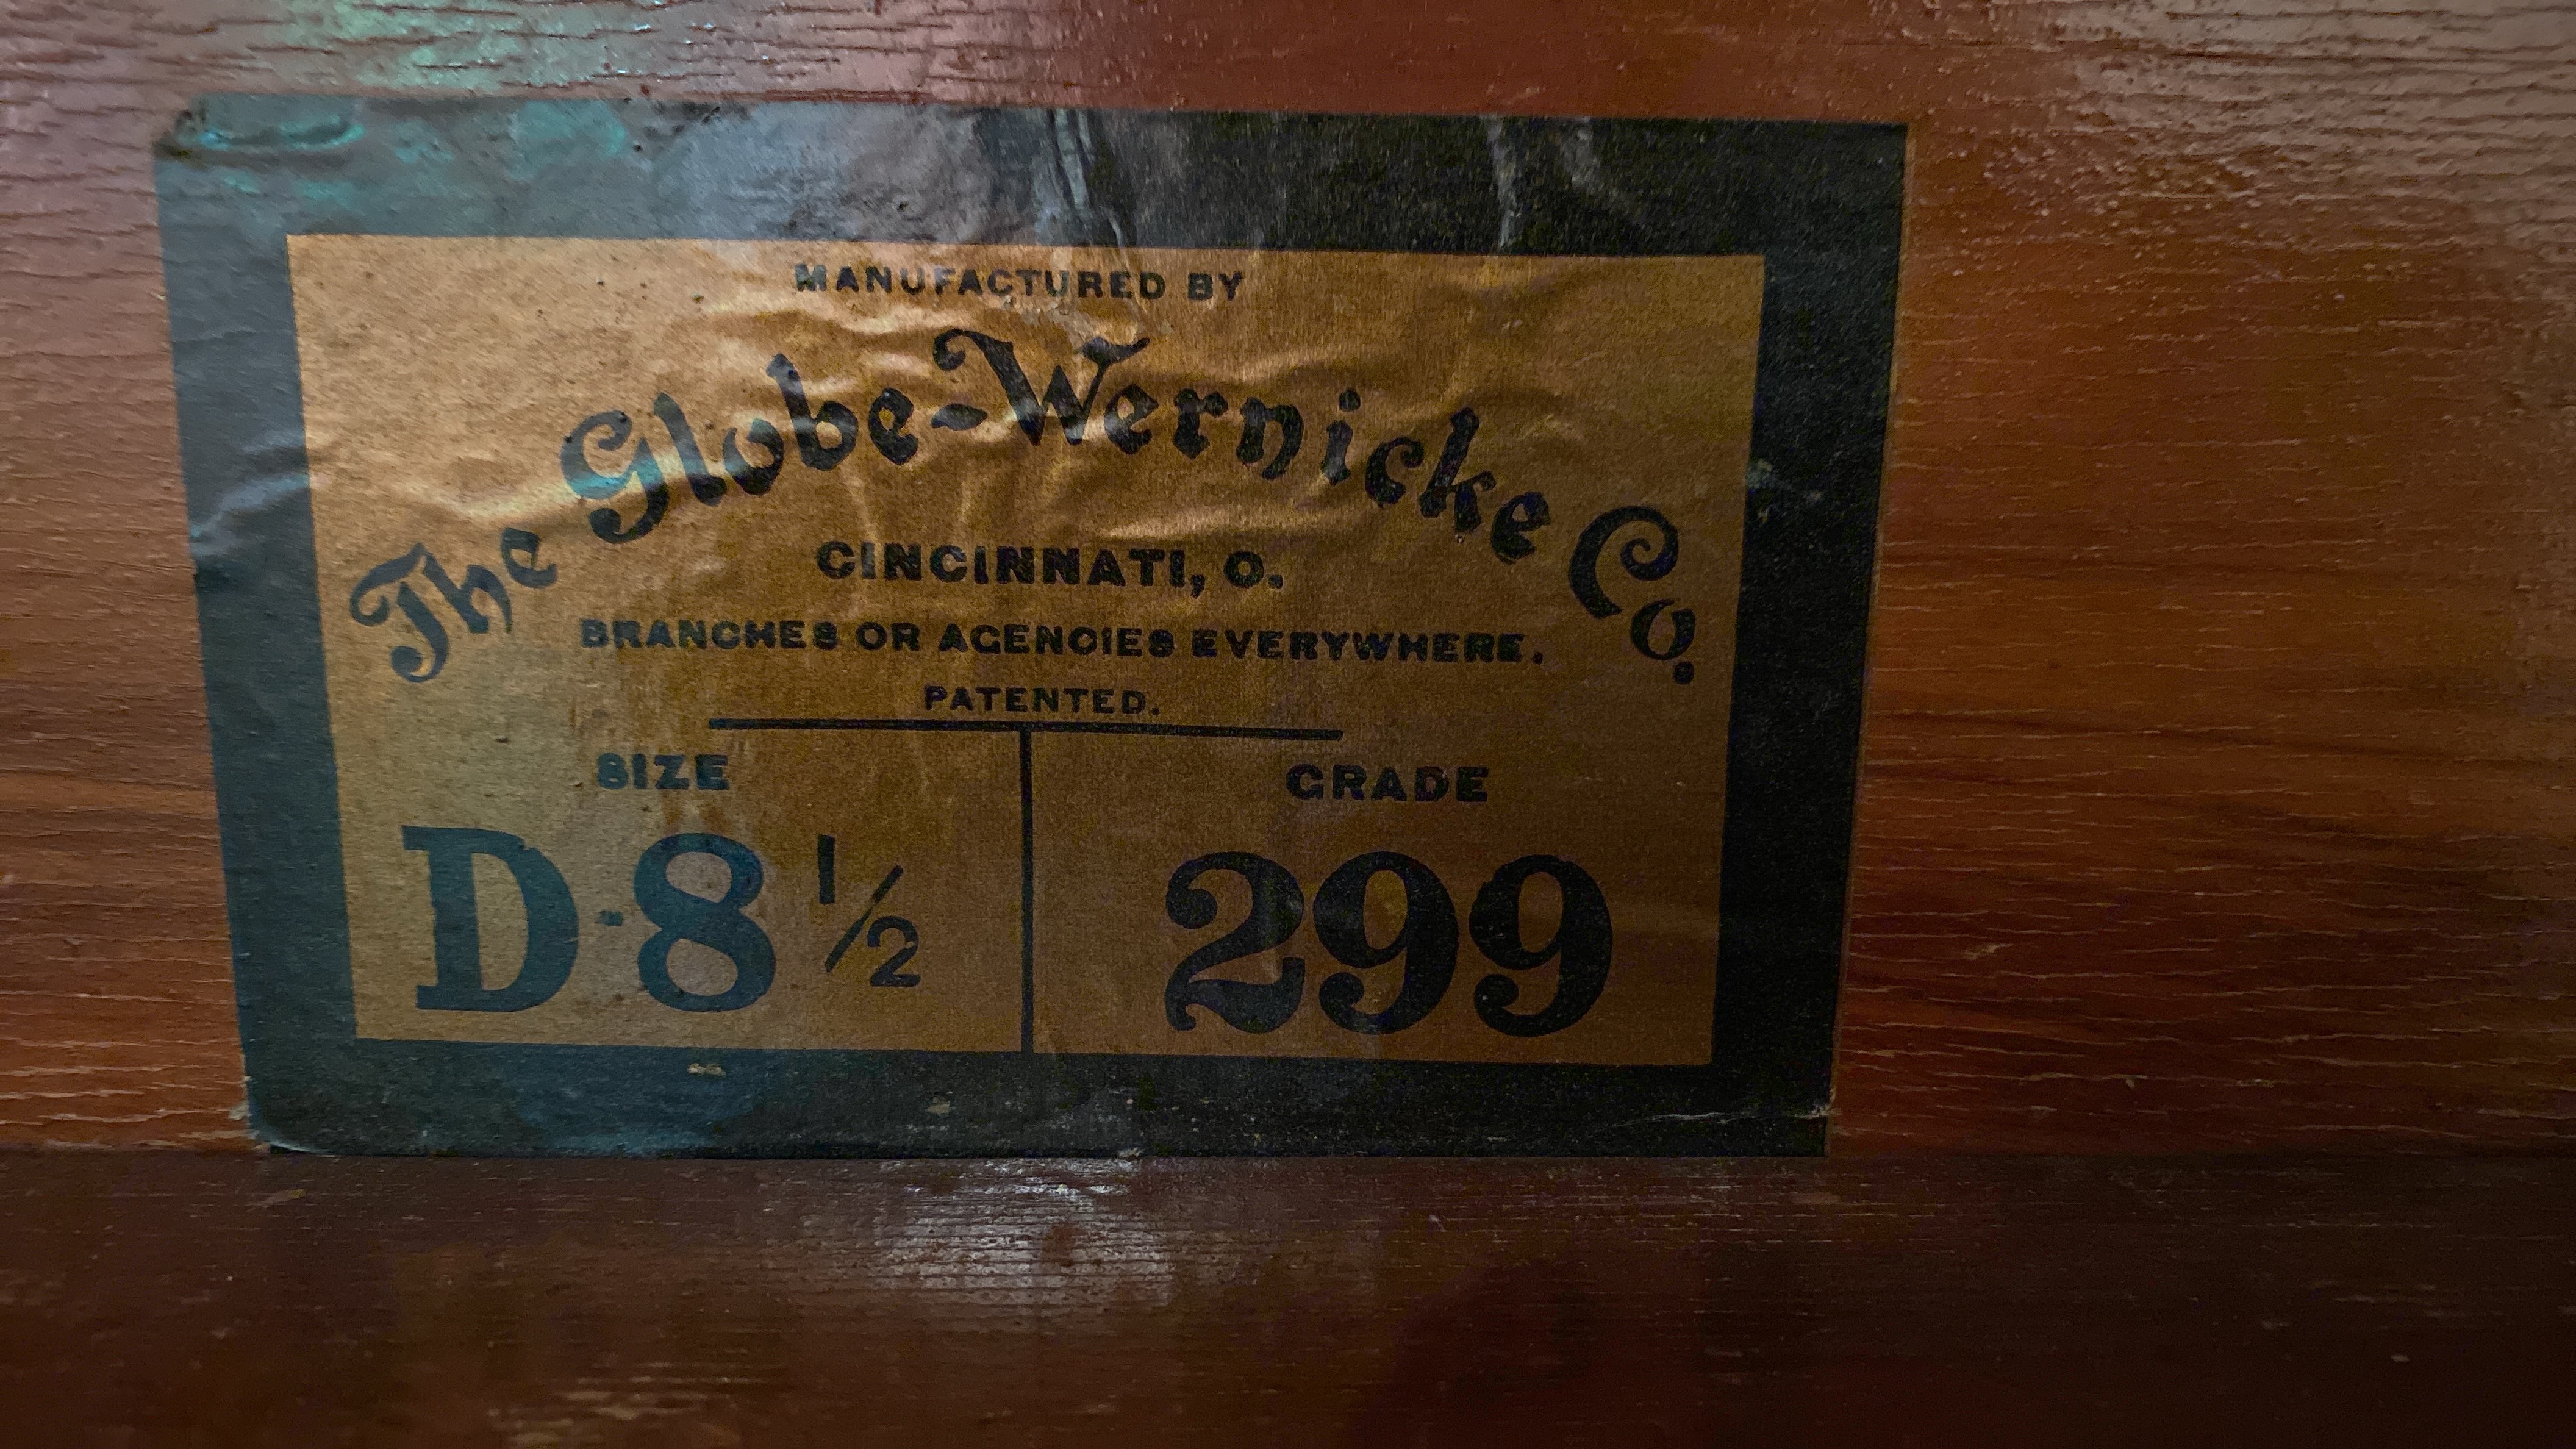 MANUFACTURED BY
The Globe-Wernicke Co.
CINCINNATI, O.
BRANCHES OR AGENCIES EVERYWHERE.
PATENTED.
SIZE GRADE
D-8 1/2 299